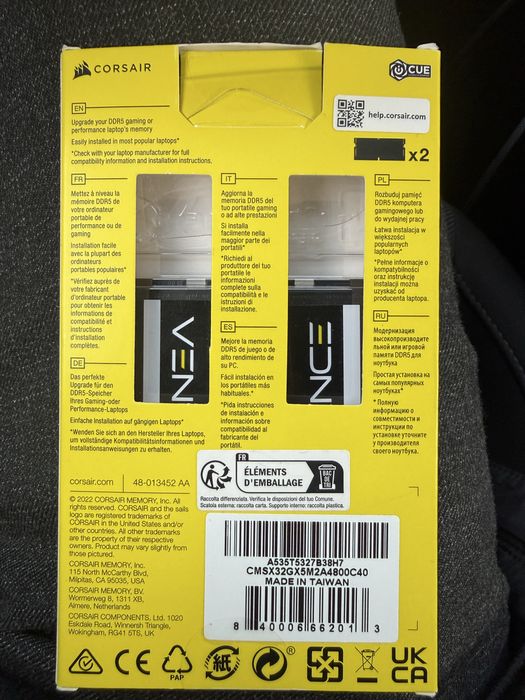 CORSAIR
iCUE
help.corsair.com
x2
EN
Upgrade your DDR5 gaming or
performance laptop's memory
Easily installed in most popular laptops*
*Check with your laptop manufacturer for full
compatibility information and installation instructions.
FR
Mettez à niveau la
mémoire DDR5 de
votre ordinateur
portable de
performance ou de
gaming
Installation facile
avec la plupart des
ordinateurs
portables populaires*
*Vérifiez auprès de
votre fabricant
d'ordinateur portable
pour obtenir les
informations de
compatibilité et
instructions
d'installation
complètes.
DE
Das perfekte
Upgrade für den
DDR5-Speicher
Ihres Gaming-oder
Performance-Laptops
Einfache Installation auf gängigen Laptops*
*Wenden Sie sich an den Hersteller Ihres Laptops,
um vollständige Kompatibilitätsinformationen und
Installationsanweisungen zu erhalten.
VEN
IT
Aggiorna la
memoria DDR5 del
tuo portatile gaming
o ad alte prestazioni
Si installa
facilmente nella
maggior parte dei
portatili*
*Richiedi al
produttore del tuo
portatile le
informazioni
complete sulla
compatibilità e le
istruzioni di
installazione.
ES
Mejore la memoria
DDR5 de juego o de
alto rendimiento de
su PC.
Fácil instalación en
los portátiles más
habituales.*
*Pida instrucciones
de instalación e
información sobre
compatibilidad al
fabricante del
portátil.
NCE
PL
Rozbuduj pamięć
DDR5 komputera
gamingowego lub
do wydajnej pracy
Łatwa instalacja w
większości
popularnych
laptopów*
*Pełne informacje o
kompatybilności
oraz instrukcję
instalacji można
uzyskać od
producenta laptopa.
RU
Модернизация
высокопроизводите
льной или игровой
памяти DDR5 для
ноутбука
Простая установка на
самых популярных
ноутбуках*
* Полную
информацию о
совместимости и
инструкции по
установке уточните
у производителя
своего ноутбука.
corsair.com
48-013452 AA
© 2022 CORSAIR MEMORY, Inc. All
rights reserved. CORSAIR and the sails
logo are registered trademarks of
CORSAIR in the United States and/or
other countries. All other trademarks
are the property of their respective
owners. Product may vary slightly from
those pictured.
CORSAIR MEMORY, Inc.
115 North McCarthy Blvd,
Milpitas, CA 95035, USA
CORSAIR MEMORY, BV.
Wormerweg 8, 1311 XB,
Almere, Netherlands
CORSAIR COMPONENTS, Ltd. 1020
Eskdale Road, Winnersh Triangle,
Wokingham, RG41 5TS, UK
FR
ÉLÉMENTS
D'EMBALLAGE
BAC
DE
TRI
Raccolta differenziata. Verifica le disposizioni del tuo Comune.
Scatola esterna: raccolta carta. Supporto interno: raccolta plastica.
A535T5327B38H7
CMSX32GX5M2A4800C40
MADE IN TAIWAN
8 40006 66201 3
CE
PAP
紙
®
UK
CA